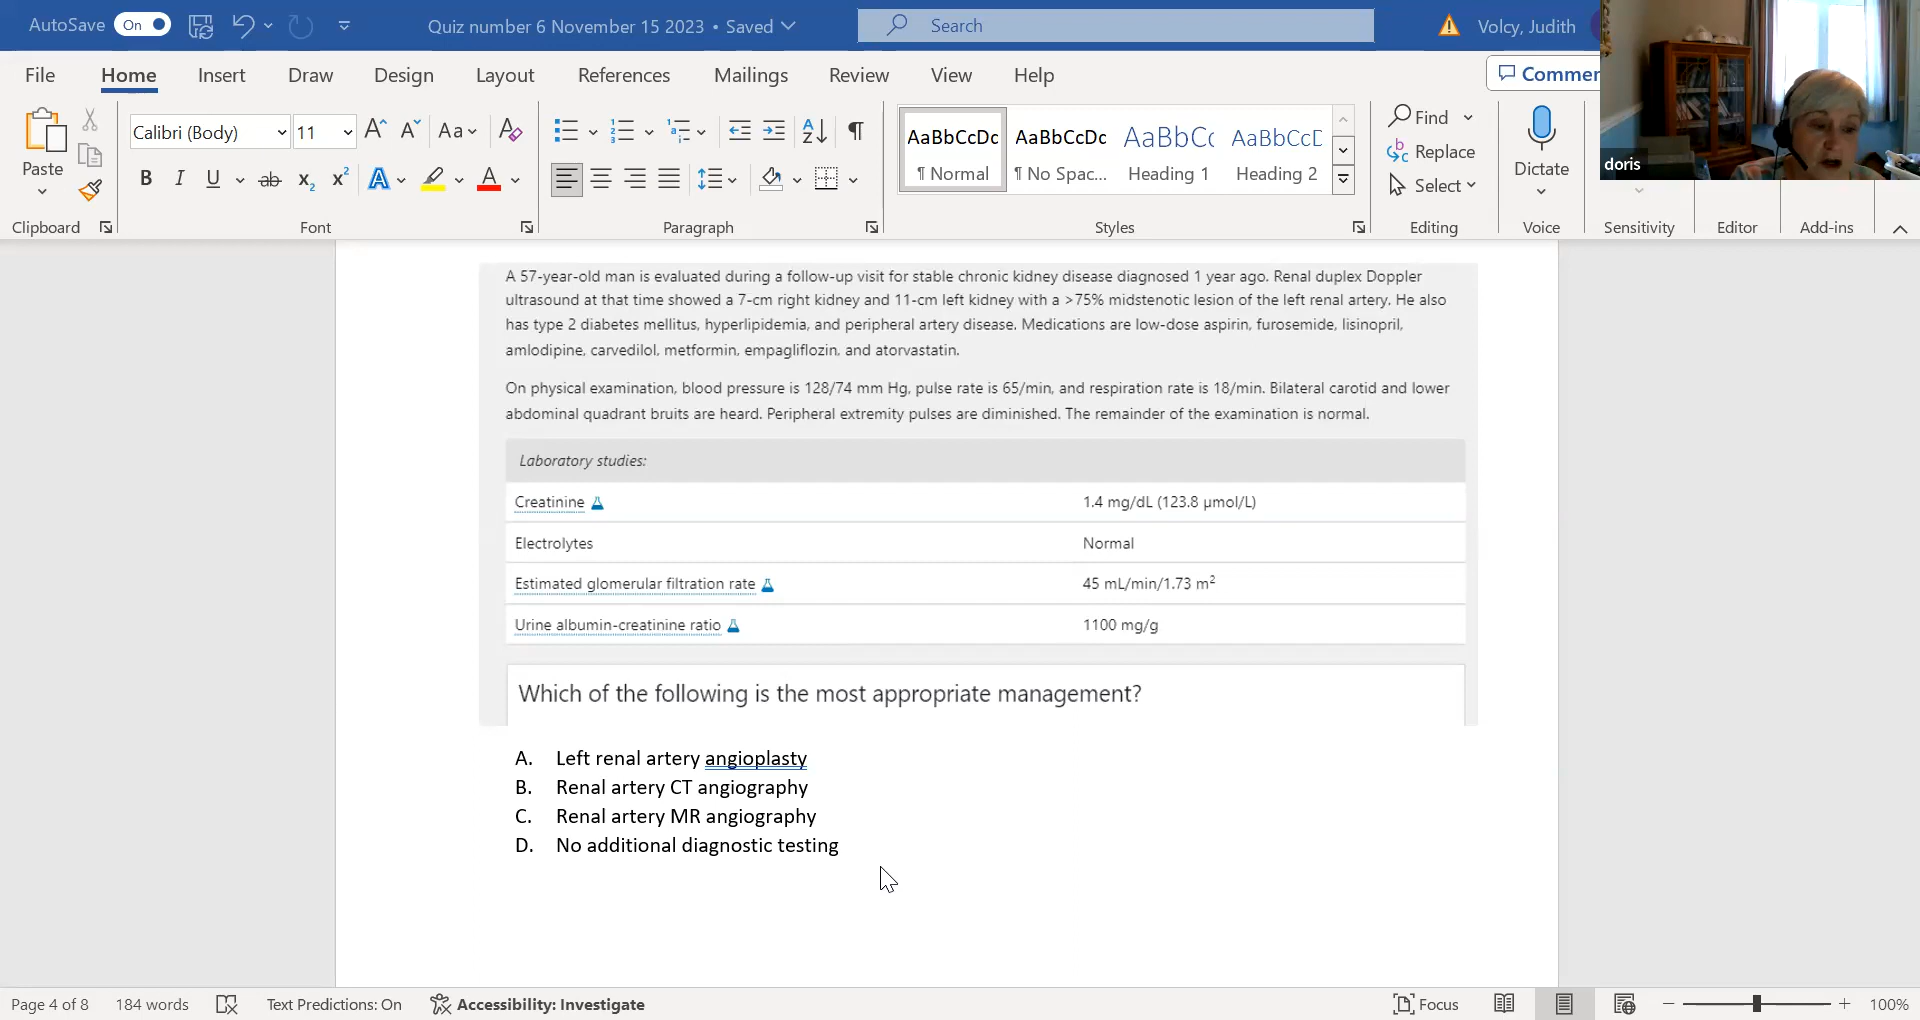 AutoSave On Quiz number 6 November 15 2023 • Saved Search Volcy, Judith
File Home Insert Draw Design Layout References Mailings Review View Help Commen
Calibri (Body) 11 Aa
Paste
B I U ab x2 x2 A A
AaBbCcDc AaBbCcDc AaBbCc AaBbCcD
¶ Normal ¶ No Spac... Heading 1 Heading 2
Find
Replace
Select
Dictate
doris
Clipboard Font Paragraph Styles Editing Voice Sensitivity Editor Add-ins
A 57-year-old man is evaluated during a follow-up visit for stable chronic kidney disease diagnosed 1 year ago. Renal duplex Doppler
ultrasound at that time showed a 7-cm right kidney and 11-cm left kidney with a >75% midstenotic lesion of the left renal artery. He also
has type 2 diabetes mellitus, hyperlipidemia, and peripheral artery disease. Medications are low-dose aspirin, furosemide, lisinopril,
amlodipine, carvedilol, metformin, empagliflozin, and atorvastatin.
On physical examination, blood pressure is 128/74 mm Hg, pulse rate is 65/min, and respiration rate is 18/min. Bilateral carotid and lower
abdominal quadrant bruits are heard. Peripheral extremity pulses are diminished. The remainder of the examination is normal.
Laboratory studies:
Creatinine 1.4 mg/dL (123.8 µmol/L)
Electrolytes Normal
Estimated glomerular filtration rate 45 mL/min/1.73 m²
Urine albumin-creatinine ratio 1100 mg/g
Which of the following is the most appropriate management?
A. Left renal artery angioplasty
B. Renal artery CT angiography
C. Renal artery MR angiography
D. No additional diagnostic testing
Page 4 of 8 184 words Text Predictions: On Accessibility: Investigate Focus 100%